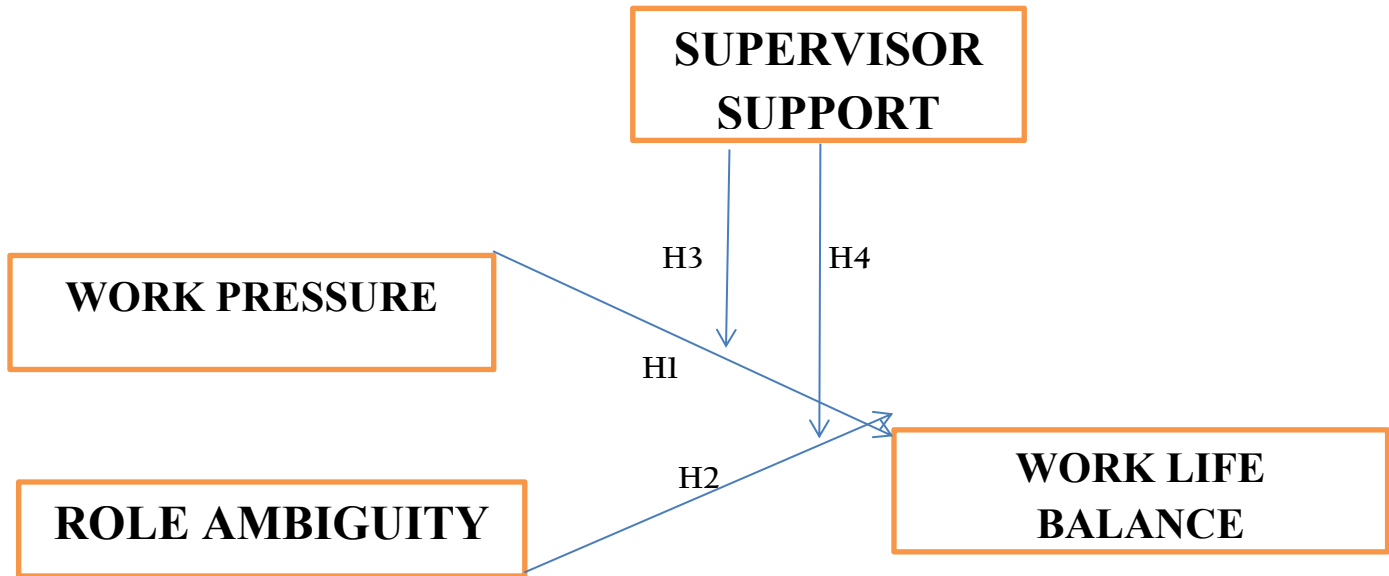 SUPERVISOR
SUPPORT
H3
H4
WORK PRESSURE
H1
H2
WORK LIFE
BALANCE
ROLE AMBIGUITY